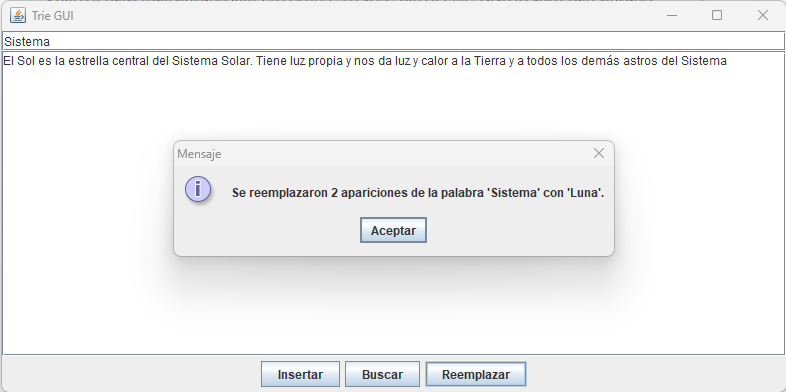 Trie GUI
Sistema
El Sol es la estrella central del Sistema Solar. Tiene luz propia y nos da luz y calor a la Tierra y a todos los demás astros del Sistema
Mensaje
Se reemplazaron 2 apariciones de la palabra 'Sistema' con 'Luna'.
Aceptar
Insertar Buscar Reemplazar